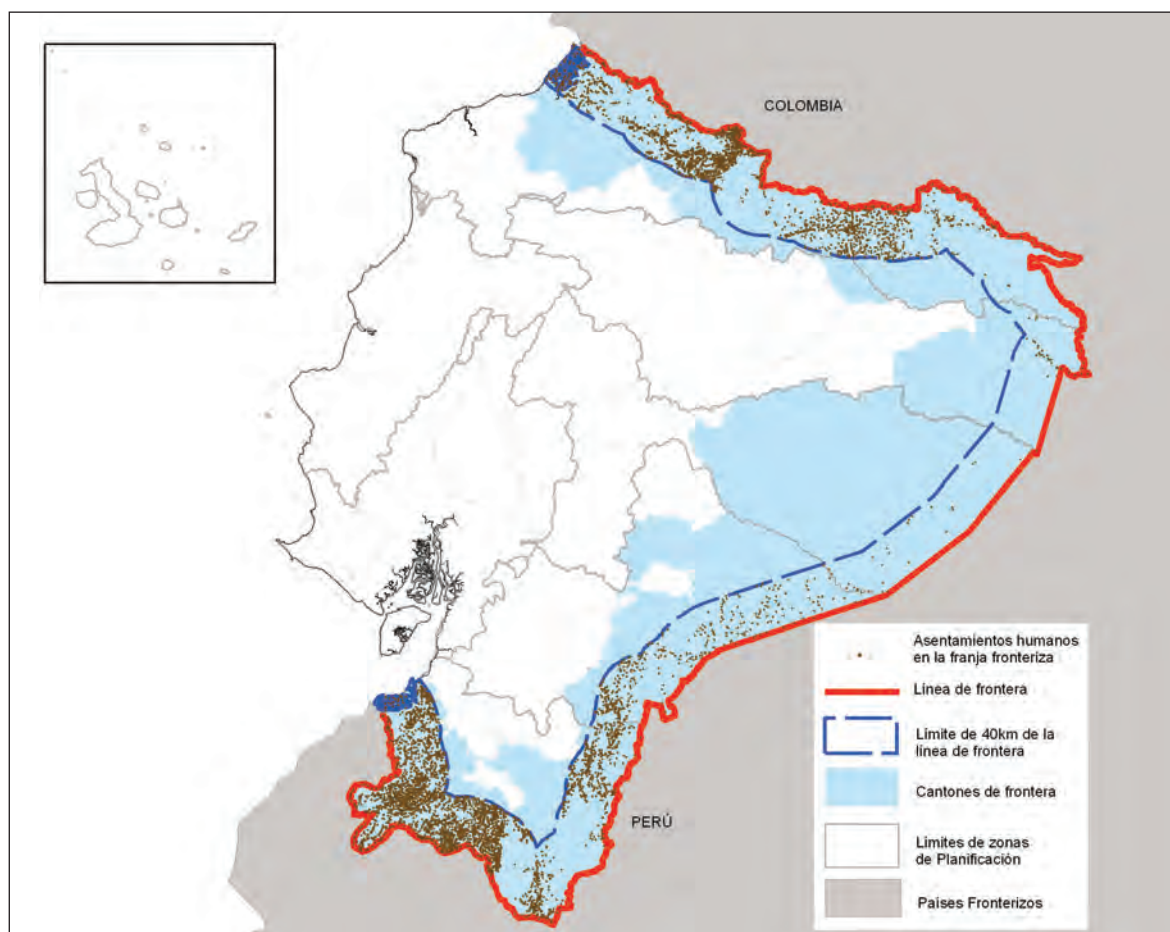 COLOMBIA
PERÚ
Asentamientos humanos
en la franja fronteriza
Línea de frontera
Límite de 40km de la
línea de frontera
Cantones de frontera
Límites de zonas
de Planificación
Países Fronterizos